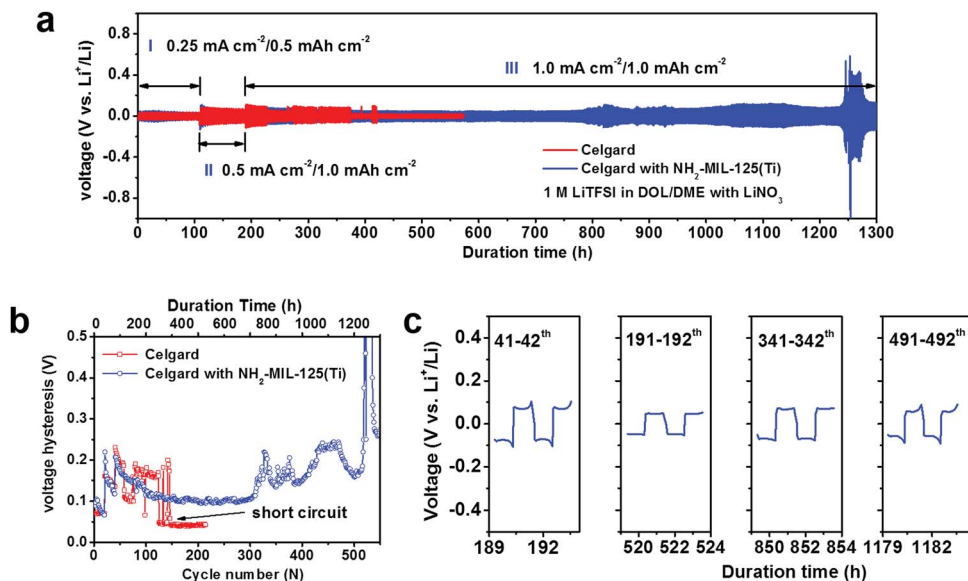 a
I 0.25 mA cm⁻²/0.5 mAh cm⁻²
III 1.0 mA cm⁻²/1.0 mAh cm⁻²
II 0.5 mA cm⁻²/1.0 mAh cm⁻²
Celgard
Celgard with NH₂-MIL-125(Ti)
1 M LiTFSI in DOL/DME with LiNO₃
voltage (V vs. Li⁺/Li)
0.8
0.4
0.0
-0.4
-0.8
0 100 200 300 400 500 600 700 800 900 1000 1100 1200 1300
Duration time (h)
b
Duration Time (h)
0 200 400 600 800 1000 1200
Celgard
Celgard with NH₂-MIL-125(Ti)
short circuit
voltage hysteresis (V)
0.5
0.4
0.3
0.2
0.1
0.0
0 100 200 300 400 500
Cycle number (N)
c
41-42ᵗʰ
191-192ᵗʰ
341-342ᵗʰ
491-492ᵗʰ
Voltage (V vs. Li⁺/Li)
0.4
0.2
0.0
-0.2
-0.4
189 192
520 522 524
850 852 854
1179 1182
Duration time (h)